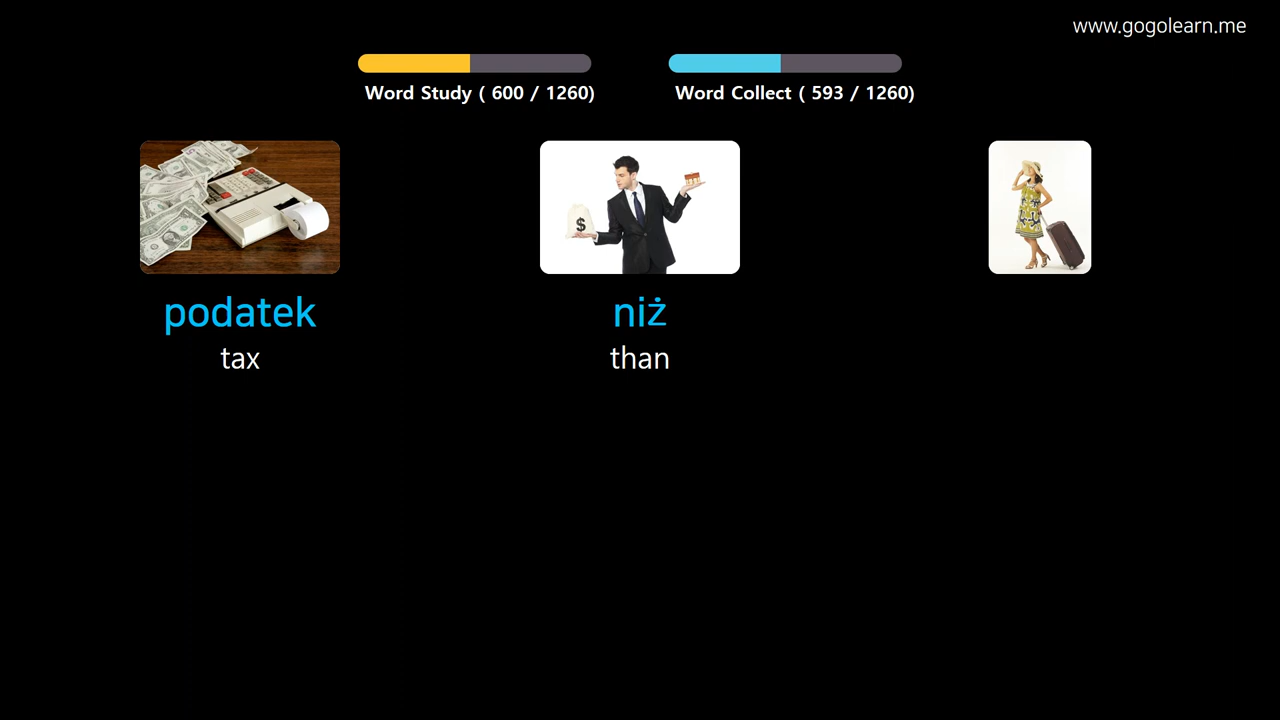 www.gogolearn.me
Word Study ( 600 / 1260)
Word Collect ( 593 / 1260)
$
podatek
niż
tax
than